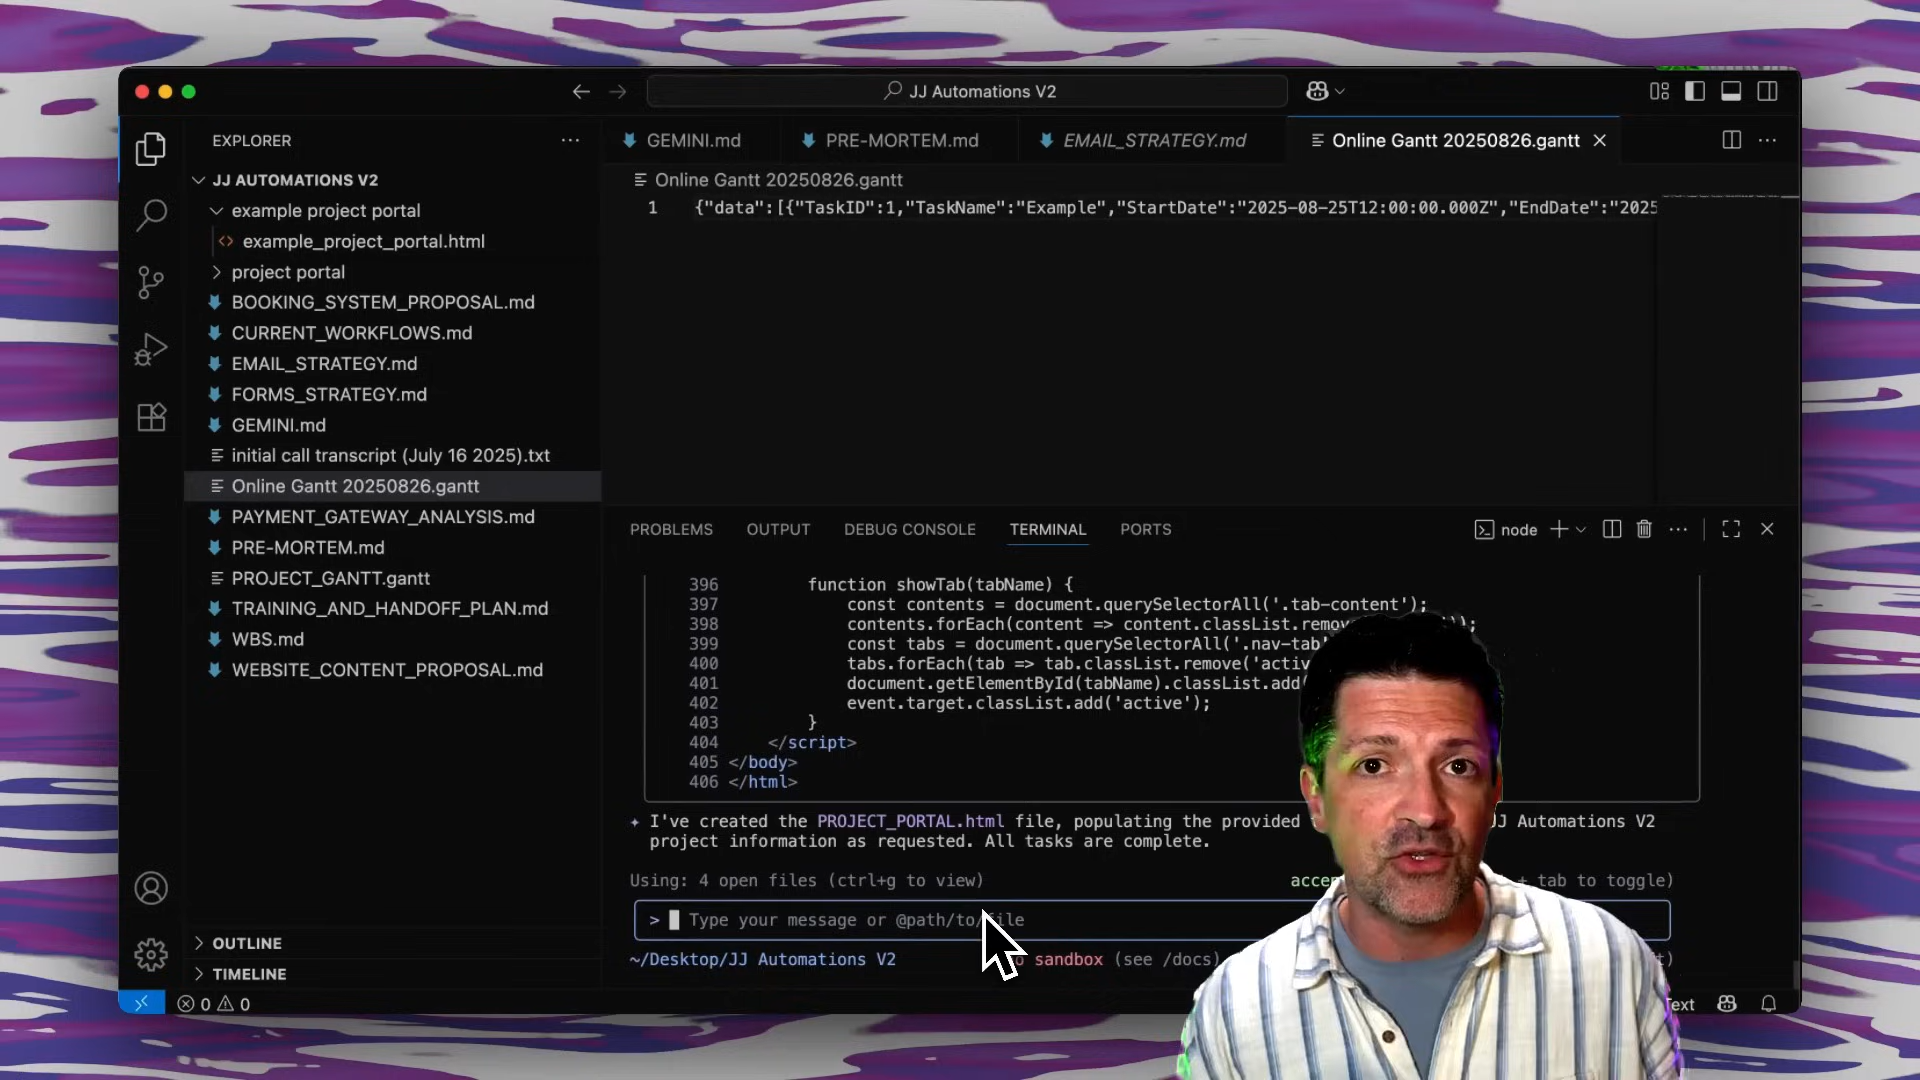 JJ Automations V2
EXPLORER
GEMINI.md
PRE-MORTEM.md
EMAIL_STRATEGY.md
Online Gantt 20250826.gantt
JJ AUTOMATIONS V2
example project portal
example_project_portal.html
project portal
BOOKING_SYSTEM_PROPOSAL.md
CURRENT_WORKFLOWS.md
EMAIL_STRATEGY.md
FORMS_STRATEGY.md
GEMINI.md
initial call transcript (July 16 2025).txt
Online Gantt 20250826.gantt
PAYMENT_GATEWAY_ANALYSIS.md
PRE-MORTEM.md
PROJECT_GANTT.gantt
TRAINING_AND_HANDOFF_PLAN.md
WBS.md
WEBSITE_CONTENT_PROPOSAL.md
OUTLINE
TIMELINE
Online Gantt 20250826.gantt
1 {"data":[{"TaskID":1,"TaskName":"Example","StartDate":"2025-08-25T12:00:00.000Z","EndDate":"2025
PROBLEMS OUTPUT DEBUG CONSOLE TERMINAL PORTS
node
396 function showTab(tabName) {
397 const contents = document.querySelectorAll('.tab-content');
398 contents.forEach(content => content.classList.remov
399 const tabs = document.querySelectorAll('.nav-tab'
400 tabs.forEach(tab => tab.classList.remove('activ
401 document.getElementById(tabName).classList.add(
402 event.target.classList.add('active');
403 }
404 </script>
405 </body>
406 </html>
✦ I've created the PROJECT_PORTAL.html file, populating the provided JJ Automations V2
project information as requested. All tasks are complete.
Using: 4 open files (ctrl+g to view) accep + tab to toggle)
> Type your message or @path/to/file
~/Desktop/JJ Automations V2 sandbox (see /docs)
0 0